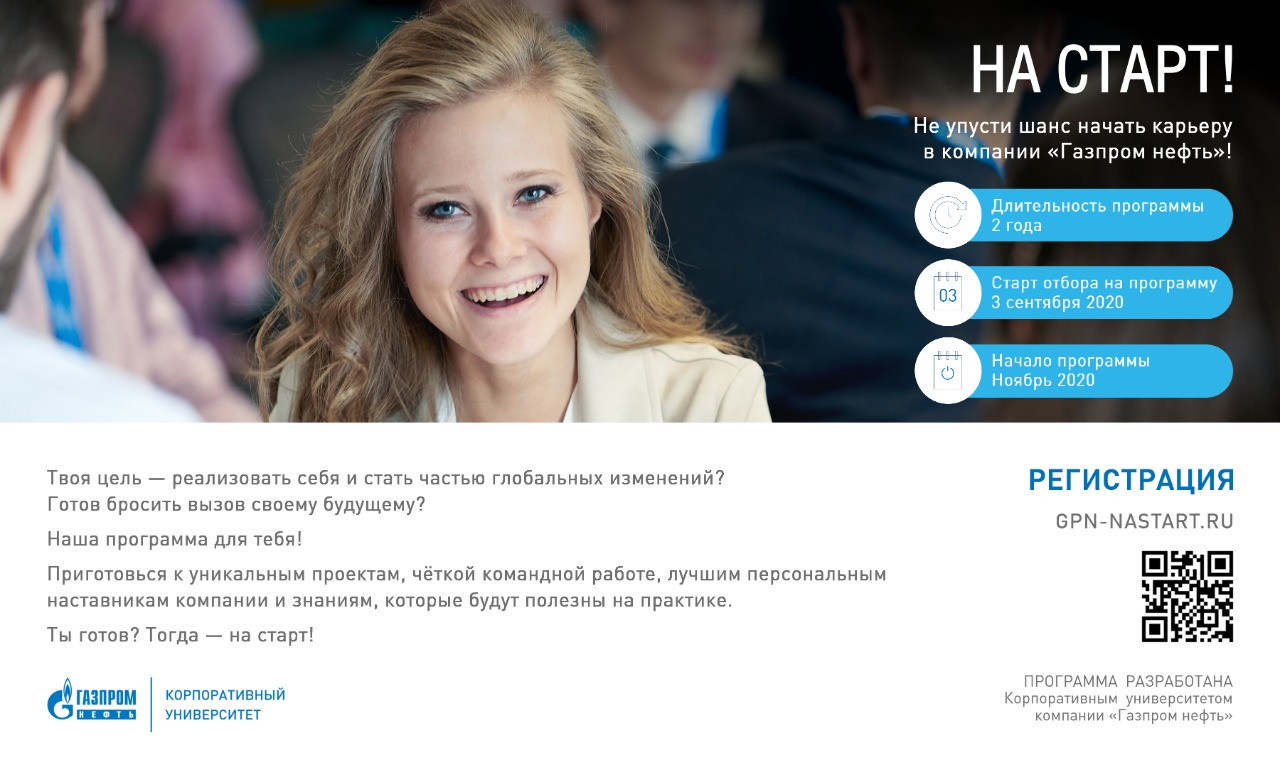 НА СТАРТ!
Не упусти шанс начать карьеру
в компании «Газпром нефть»!
Длительность программы
2 года
03
Старт отбора на программу
3 сентября 2020
Начало программы
Ноябрь 2020
Твоя цель — реализовать себя и стать частью глобальных изменений?
Готов бросить вызов своему будущему?
Наша программа для тебя!
Приготовься к уникальным проектам, чёткой командной работе, лучшим персональным
наставникам компании и знаниям, которые будут полезны на практике.
Ты готов? Тогда — на старт!
РЕГИСТРАЦИЯ
GPN-NASTART.RU
ГАЗПРОМ
НЕФТЬ
КОРПОРАТИВНЫЙ
УНИВЕРСИТЕТ
ПРОГРАММА РАЗРАБОТАНА
Корпоративным университетом
компании «Газпром нефть»